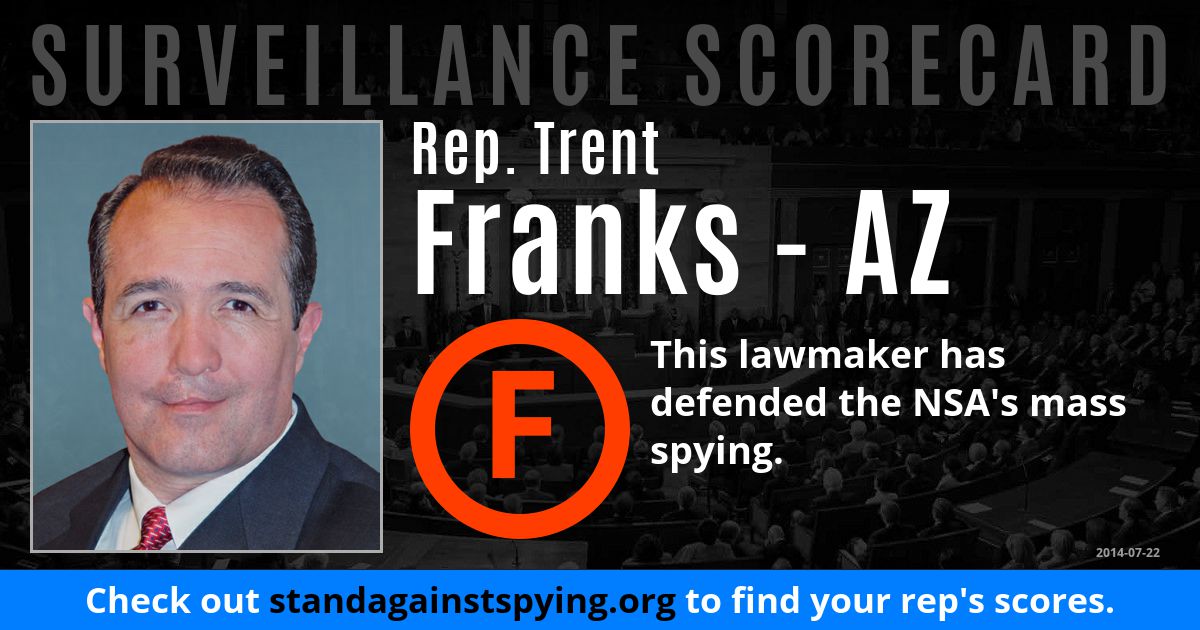 SURVEILLANCE SCORECARD
Rep. Trent
Franks - AZ
F
This lawmaker has
defended the NSA's mass
spying.
2014-07-22
Check out standagainstspying.org to find your rep's scores.